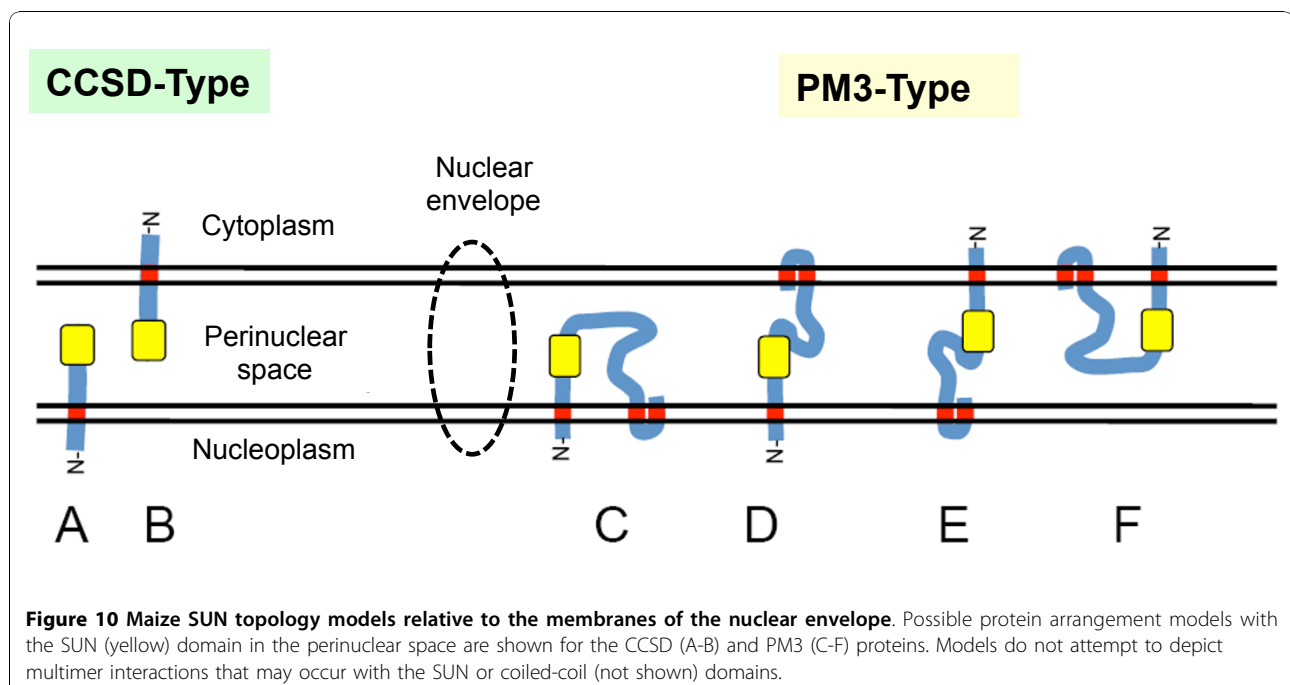 CCSD-Type
PM3-Type
Nuclear
envelope
-N
Cytoplasm
-N
-N
Perinuclear
space
Nucleoplasm
N-
N-
N-
A
B
C
D
E
F
Figure 10 Maize SUN topology models relative to the membranes of the nuclear envelope. Possible protein arrangement models with
the SUN (yellow) domain in the perinuclear space are shown for the CCSD (A-B) and PM3 (C-F) proteins. Models do not attempt to depict
multimer interactions that may occur with the SUN or coiled-coil (not shown) domains.